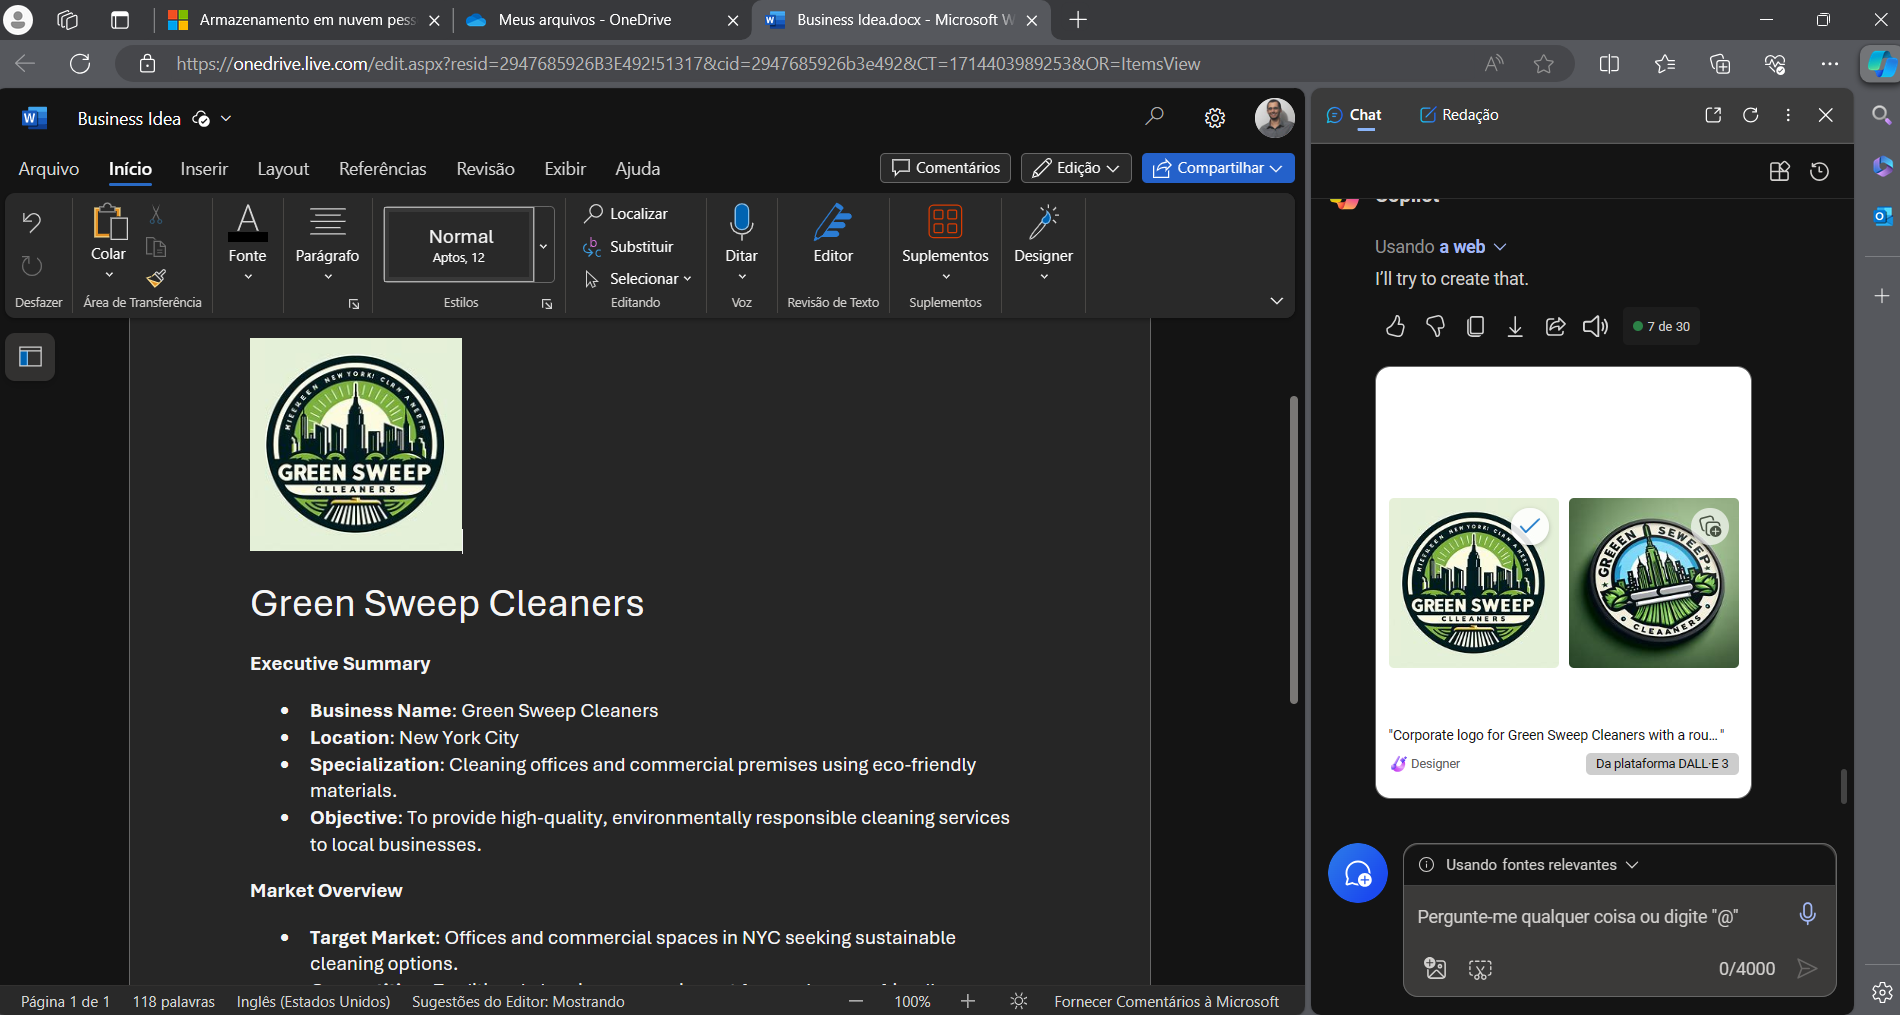 Armazenamento em nuvem pess
Meus arquivos - OneDrive
Business Idea.docx - Microsoft W
https://onedrive.live.com/edit.aspx?resid=2947685926B3E492!51317&cid=2947685926b3e492&CT=1714403989253&OR=ItemsView
W
Business Idea
Arquivo
Início
Inserir
Layout
Referências
Revisão
Exibir
Ajuda
Comentários
Edição
Compartilhar
Colar
Fonte
Parágrafo
Normal
Aptos, 12
Localizar
Substituir
Selecionar
Ditar
Editor
Suplementos
Designer
Desfazer
Área de Transferência
Estilos
Editando
Voz
Revisão de Texto
Suplementos
GREEN SWEEP
CLLEANERS
Green Sweep Cleaners
Executive Summary
• Business Name: Green Sweep Cleaners
• Location: New York City
• Specialization: Cleaning offices and commercial premises using eco-friendly
materials.
• Objective: To provide high-quality, environmentally responsible cleaning services
to local businesses.
Market Overview
• Target Market: Offices and commercial spaces in NYC seeking sustainable
cleaning options.
Página 1 de 1
118 palavras
Inglês (Estados Unidos)
Sugestões do Editor: Mostrando
100%
Fornecer Comentários à Microsoft
Chat
Redação
Copilot
Usando a web
I'll try to create that.
7 de 30
GREEN SWEEP
CLLEANERS
GREEEN SEWEEP
CLEAANERS
"Corporate logo for Green Sweep Cleaners with a rou..."
Designer
Da plataforma DALL·E 3
Usando fontes relevantes
Pergunte-me qualquer coisa ou digite "@"
0/4000